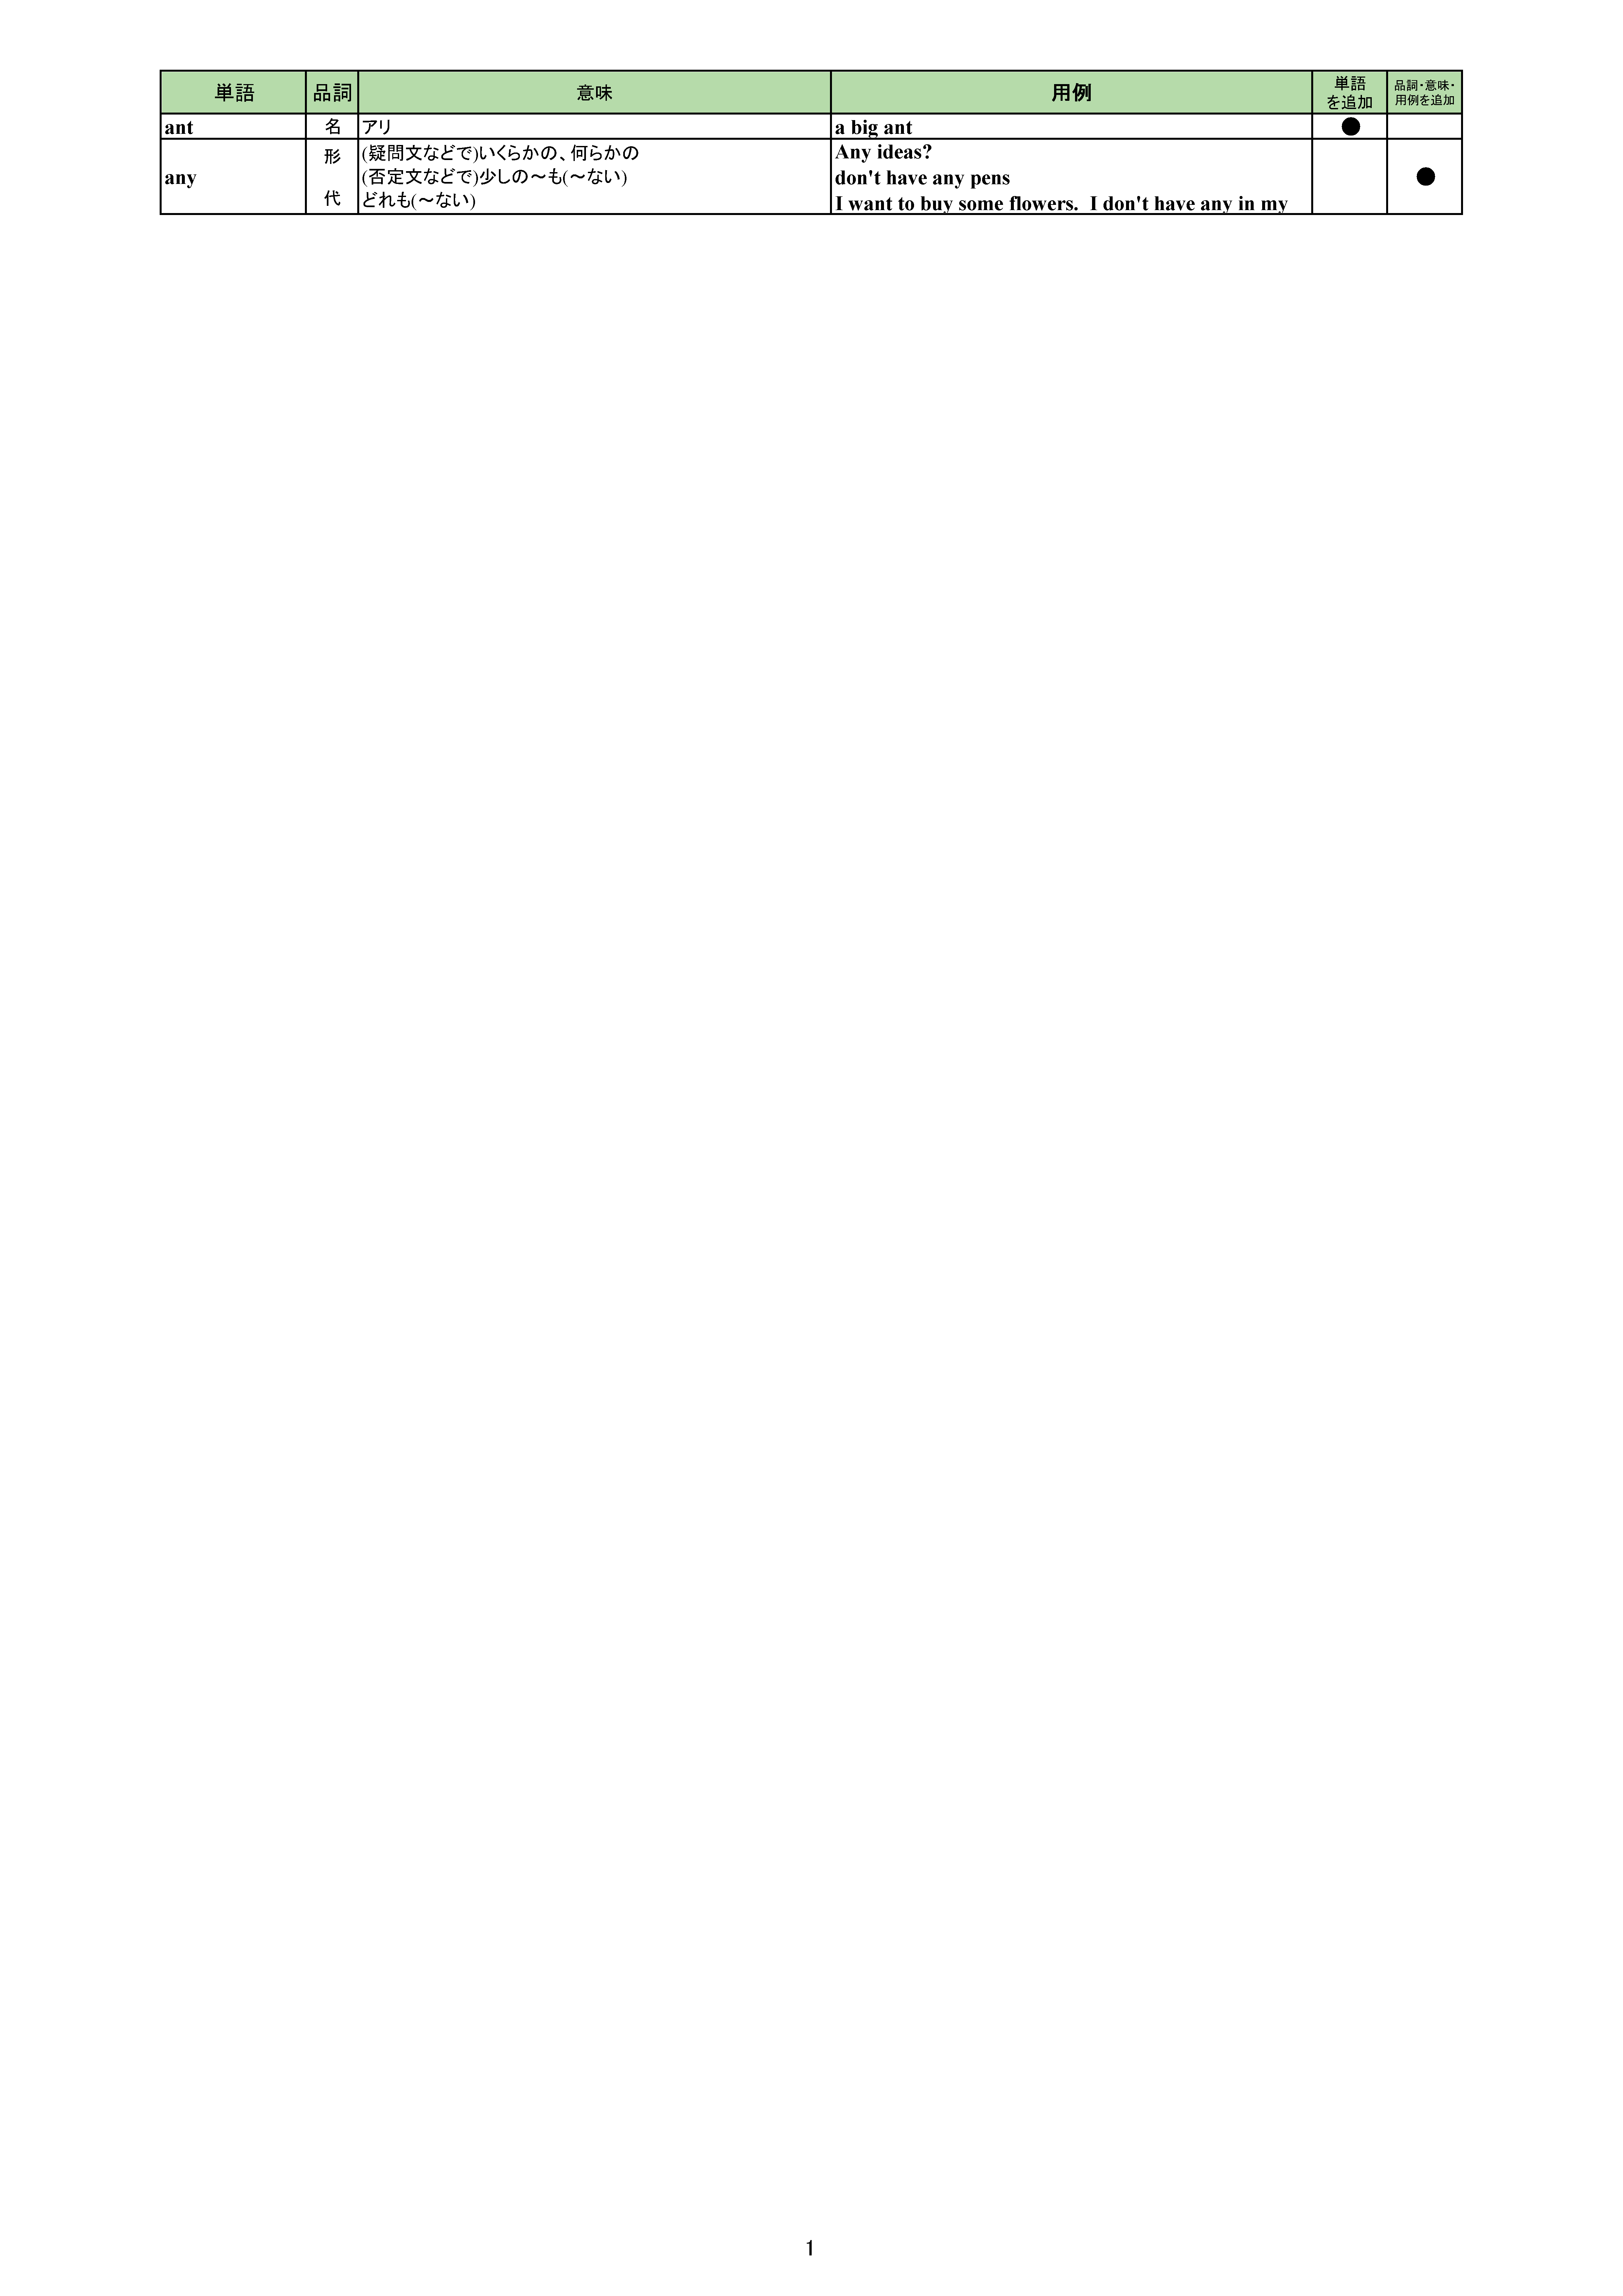 単語 品詞 意味 用例 単語を追加 品詞・意味・用例を追加
ant 名 アリ a big ant ●
any 形 (疑問文などで)いくらかの、何らかの Any ideas? ●
(否定文などで)少しの～も(～ない) don't have any pens
代 どれも(～ない) I want to buy some flowers.  I don't have any in my
1